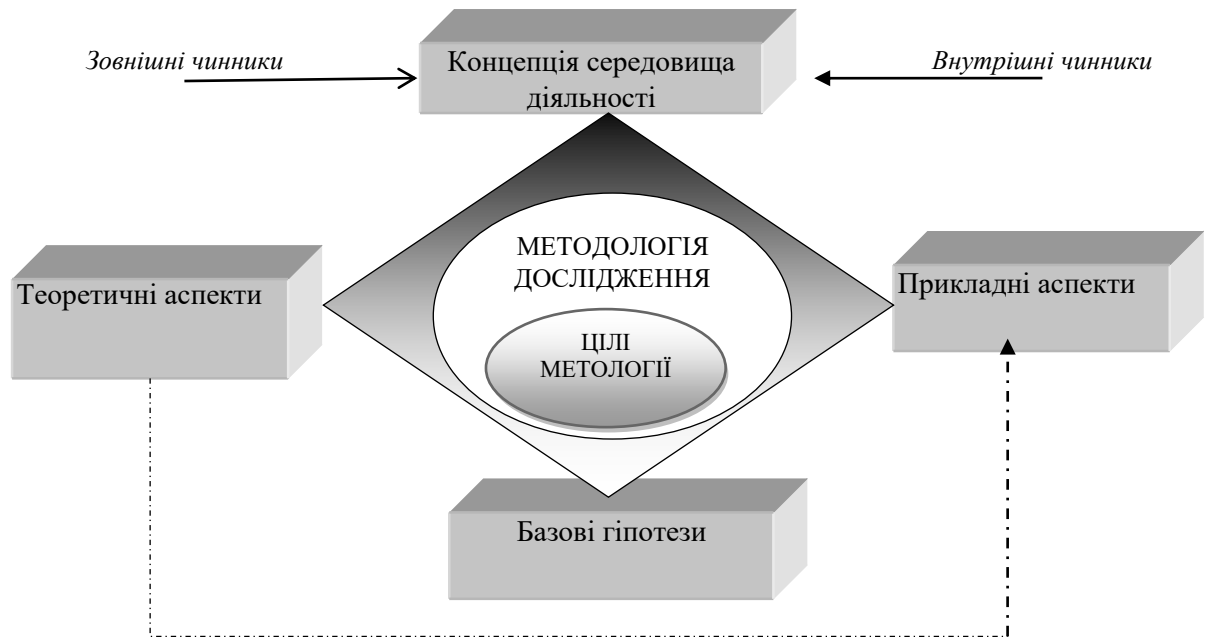 Зовнішні чинники
Концепція середовища
діяльності
Внутрішні чинники
МЕТОДОЛОГІЯ
ДОСЛІДЖЕННЯ
Теоретичні аспекти
Прикладні аспекти
ЦІЛІ
МЕТОЛОГІЇ
Базові гіпотези